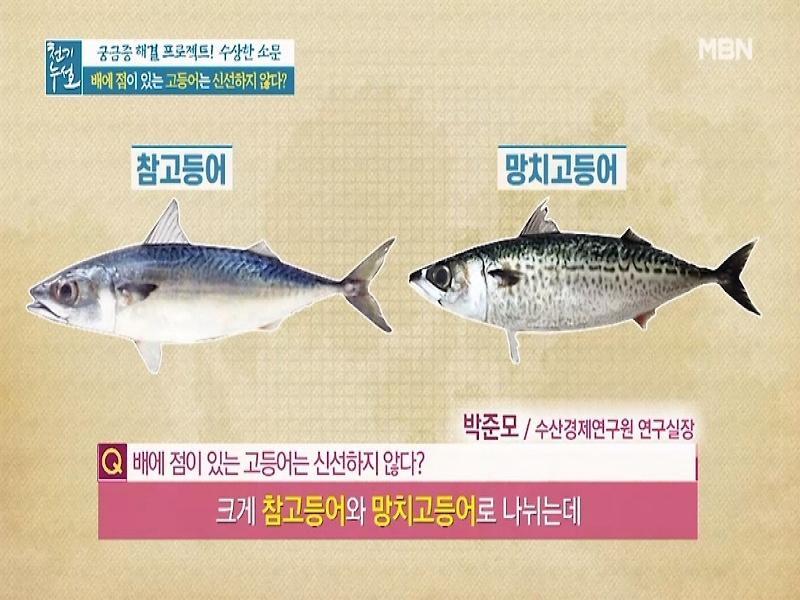 천기누설
궁금증 해결 프로젝트! 수상한 소문
배에 점이 있는 고등어는 신선하지 않다?
MBN
참고등어
망치고등어
박준모 / 수산경제연구원 연구실장
Q 배에 점이 있는 고등어는 신선하지 않다?
크게 참고등어와 망치고등어로 나뉘는데